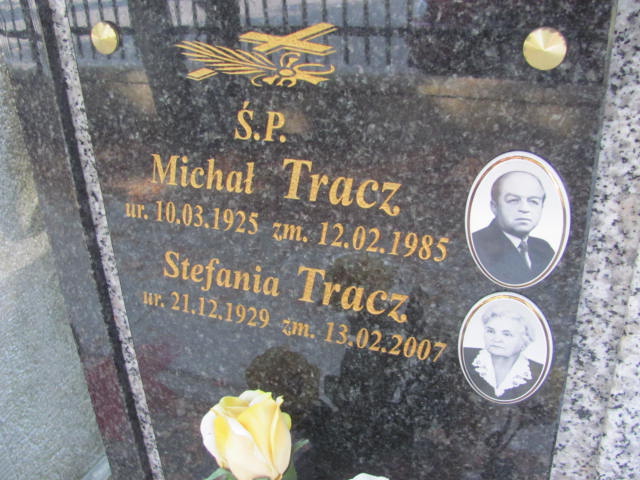 Ś.P.
Michał Tracz
ur. 10.03.1925 zm. 12.02.1985
Stefania Tracz
ur. 21.12.1929 zm. 13.02.2007